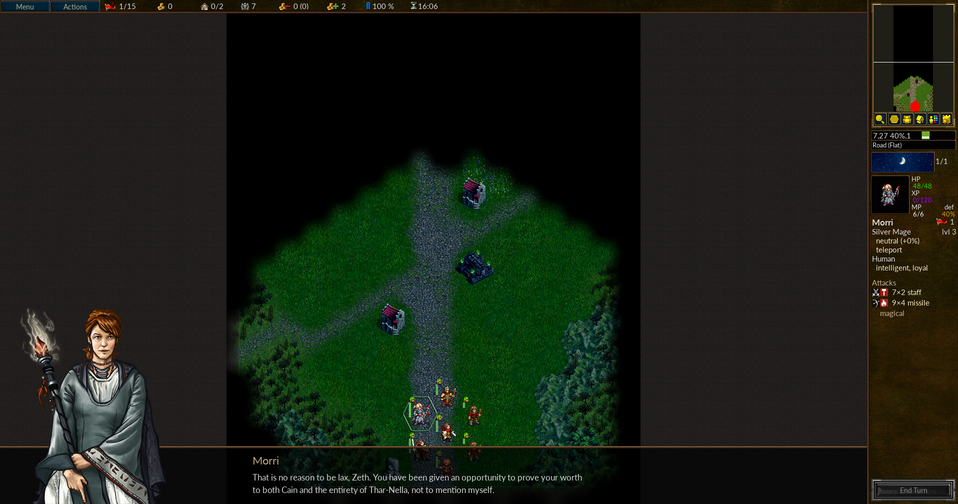 Menu Actions 1/15 0 0/2 7 0 (0) 2 100 % 16:06
7,27 40%,1
Road (Flat)
1/1
HP
48/48
XP
0/120
MP def
6/6 40%
Morri 1
Silver Mage lvl 3
neutral (+0%)
teleport
Human
intelligent, loyal
Attacks
7×2 staff
9×4 missile
magical
Morri
That is no reason to be lax, Zeth. You have been given an opportunity to prove your worth
to both Cain and the entirety of Thar-Nella, not to mention myself.
End Turn